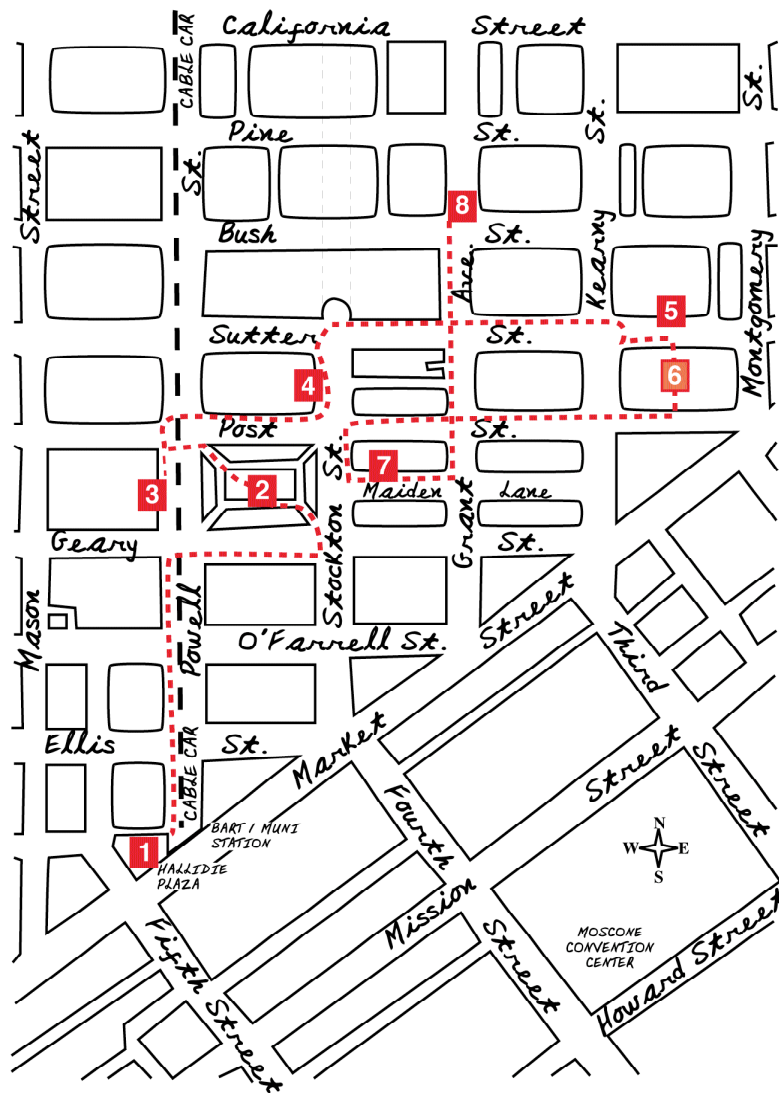 California Street
CABLE CAR
St.
Pine St.
St.
Street
St.
8
Bush St.
Ave.
Kearny
Montgomery
5
Sutter St.
4
6
Post St.
St.
7
3
2
Maiden Lane
Geary St.
Stockton
Grant
Mason
Powell
O'Farrell St.
Street
Third
Ellis St.
Market
Street
Street
CABLE CAR
Fourth
BART / MUNI
STATION
1
HALLIDIE
PLAZA
N
W E
S
Mission
Street
MOSCONE
CONVENTION
CENTER
Howard Street
Fifth Street